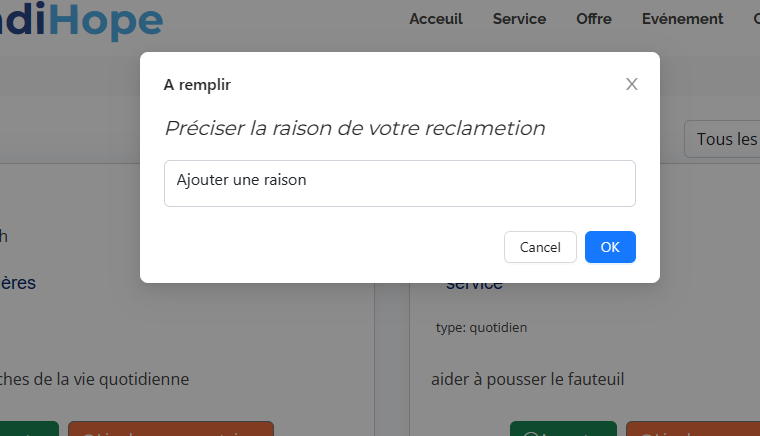 diHope
Acceuil Service Offre Evénement
A remplir X
Préciser la raison de votre reclametion
Tous les
Ajouter une raison
Cancel OK
ères
service
type: quotidien
ches de la vie quotidienne
aider à pousser le fauteuil